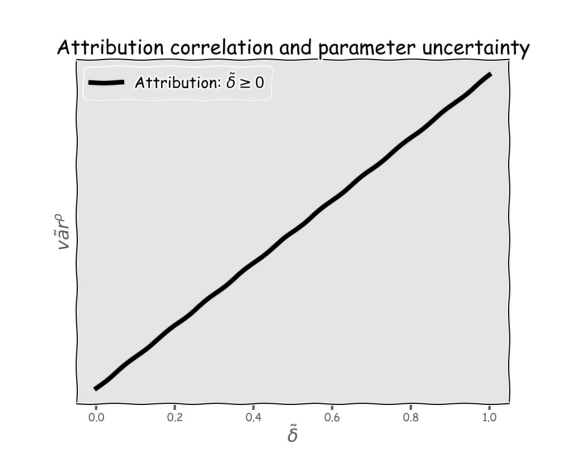 Attribution correlation and parameter uncertainty
Attribution: δ̃ ≥ 0
vãr^ρ
0.0 0.2 0.4 0.6 0.8 1.0
δ̃